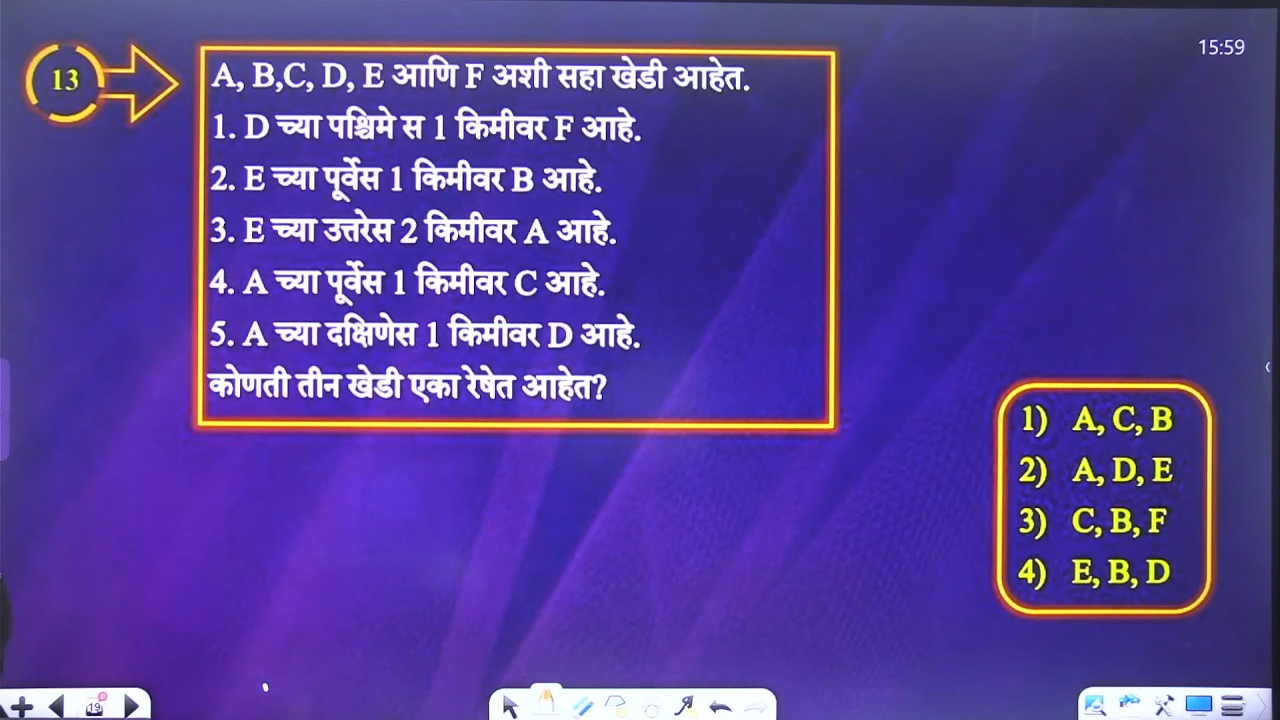 15:59
13
A, B,C, D, E आणि F अशी सहा खेडी आहेत.
1. D च्या पश्चिमे स 1 किमीवर F आहे.
2. E च्या पूर्वेस 1 किमीवर B आहे.
3. E च्या उत्तरेस 2 किमीवर A आहे.
4. A च्या पूर्वेस 1 किमीवर C आहे.
5. A च्या दक्षिणेस 1 किमीवर D आहे.
कोणती तीन खेडी एका रेषेत आहेत?
1) A, C, B
2) A, D, E
3) C, B, F
4) E, B, D
19